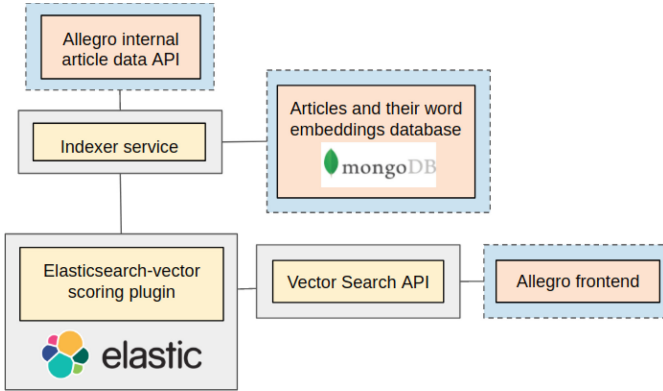 Allegro internal
article data API
Indexer service
Articles and their word
embeddings database
mongoDB
Elasticsearch-vector
scoring plugin
elastic
Vector Search API
Allegro frontend